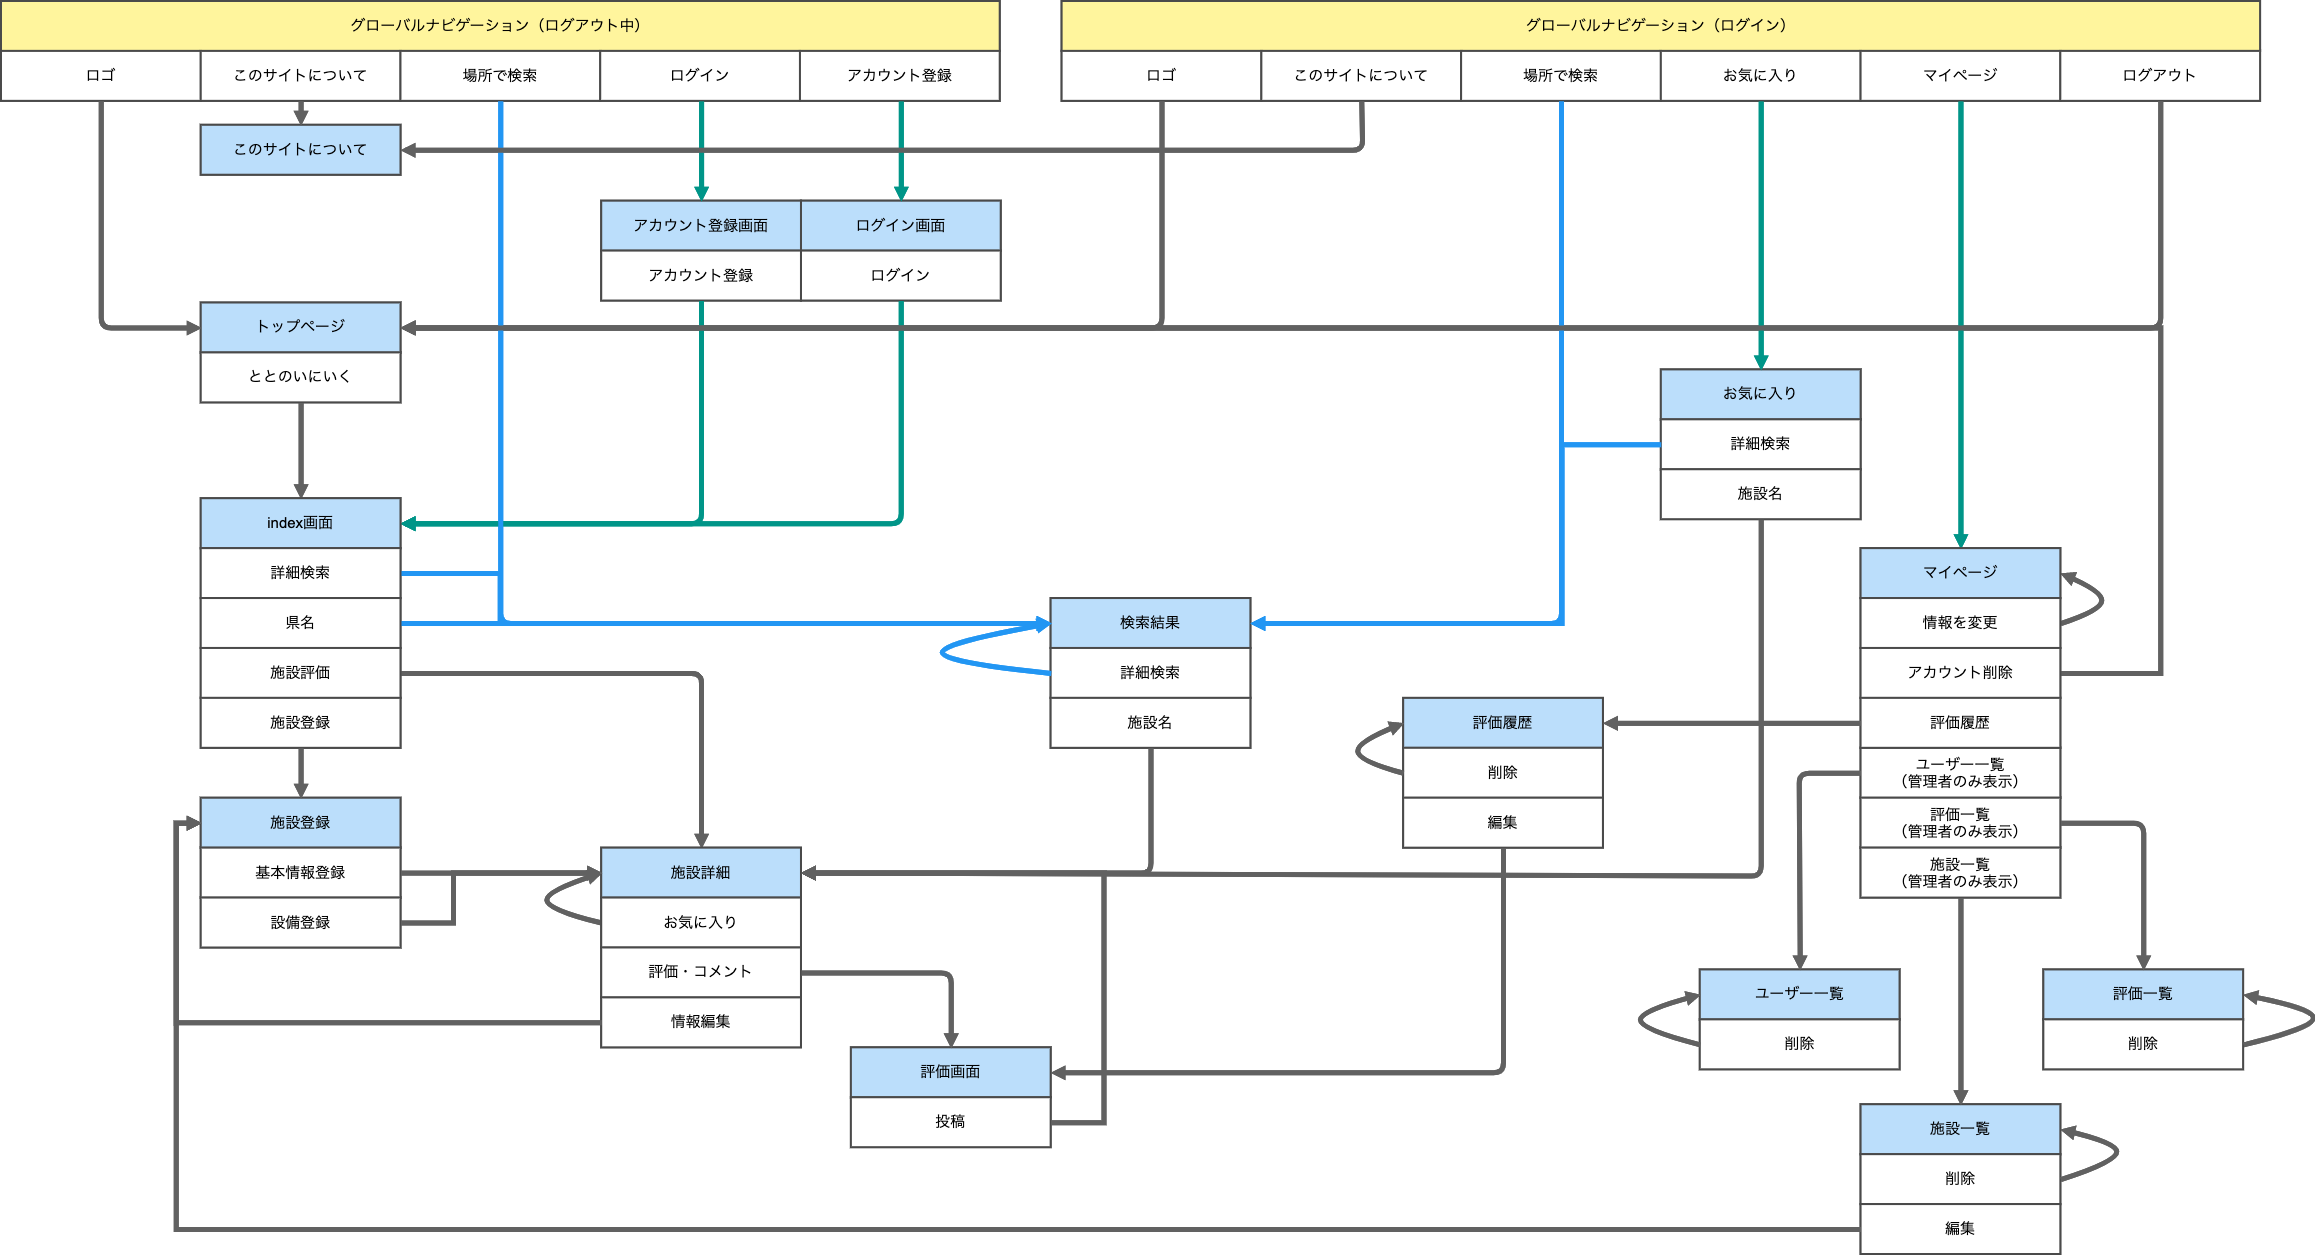 グローバルナビゲーション（ログアウト中）
ロゴ
このサイトについて
場所で検索
ログイン
アカウント登録
グローバルナビゲーション（ログイン）
ロゴ
このサイトについて
場所で検索
お気に入り
マイページ
ログアウト
このサイトについて
アカウント登録画面
ログイン画面
アカウント登録
ログイン
トップページ
ととのいにいく
お気に入り
詳細検索
施設名
index画面
詳細検索
県名
施設評価
施設登録
検索結果
詳細検索
施設名
マイページ
情報を変更
アカウント削除
評価履歴
ユーザー一覧
（管理者のみ表示）
評価一覧
（管理者のみ表示）
施設一覧
（管理者のみ表示）
評価履歴
削除
編集
施設登録
基本情報登録
設備登録
施設詳細
お気に入り
評価・コメント
情報編集
評価画面
投稿
ユーザー一覧
削除
評価一覧
削除
施設一覧
削除
編集